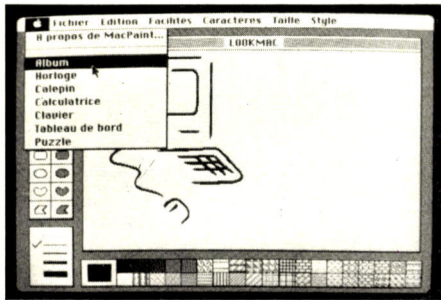 Fichier Edition Facilités Caractères Taille Style
A propos de MacPaint...
LOOKMAC
Album
Horloge
Calepin
Calculatrice
Clavier
Tableau de bord
Puzzle